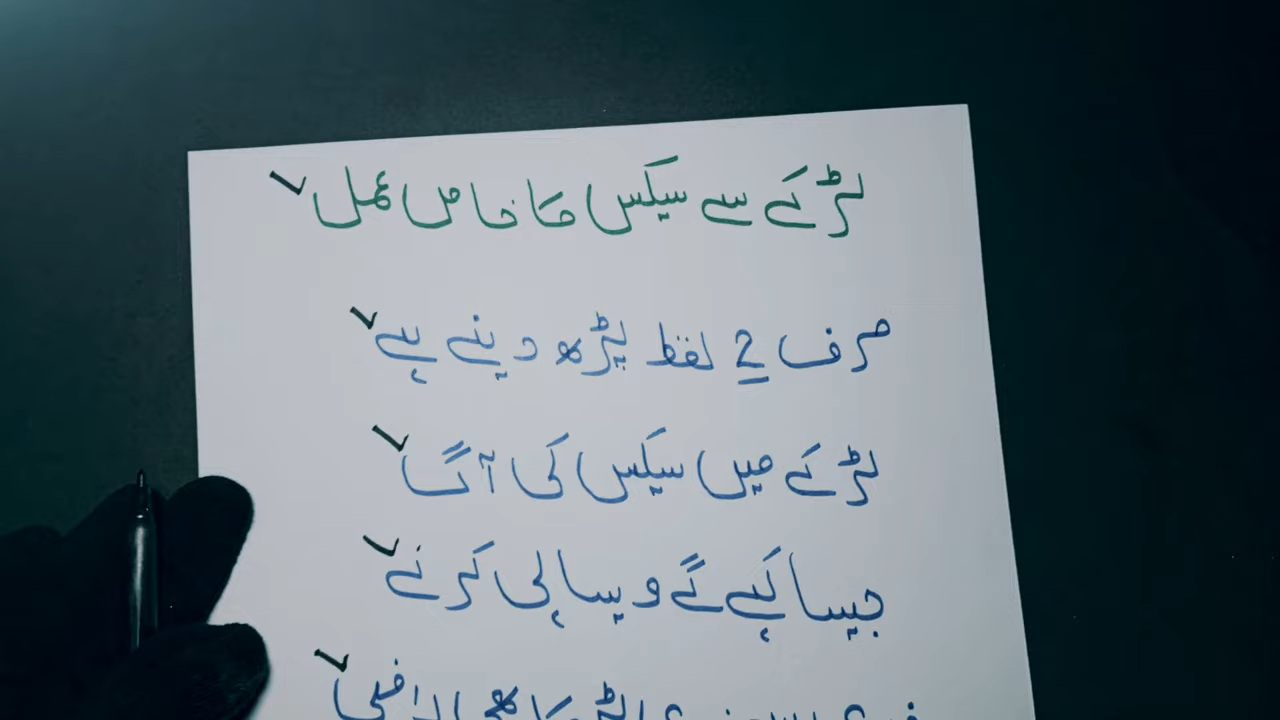 لڑکے سے سیکس کا خاص عمل
صرف 2 لفظ پڑھ دینے ہے
لڑکے میں سیکس کی آگ
جیسا کہے گے ویسا ہی کرنے